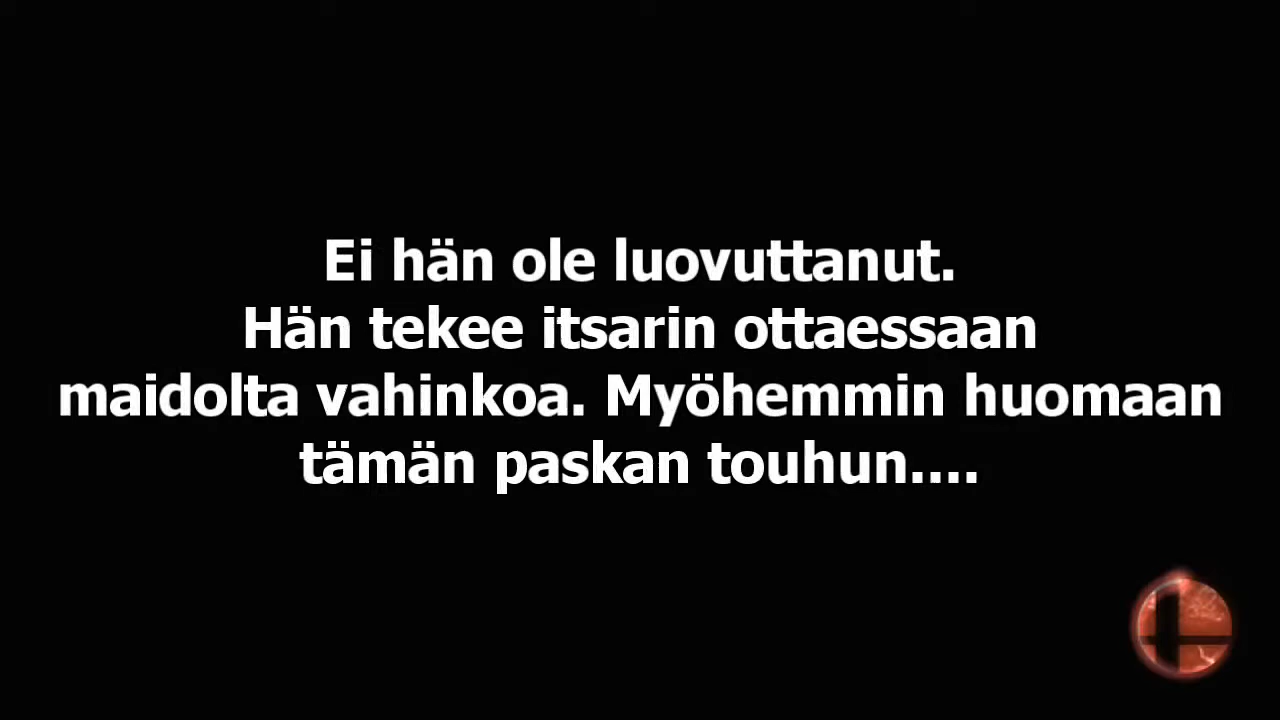 Ei hän ole luovuttanut.
Hän tekee itsarin ottaessaan
maidolta vahinkoa. Myöhemmin huomaan
tämän paskan touhun....